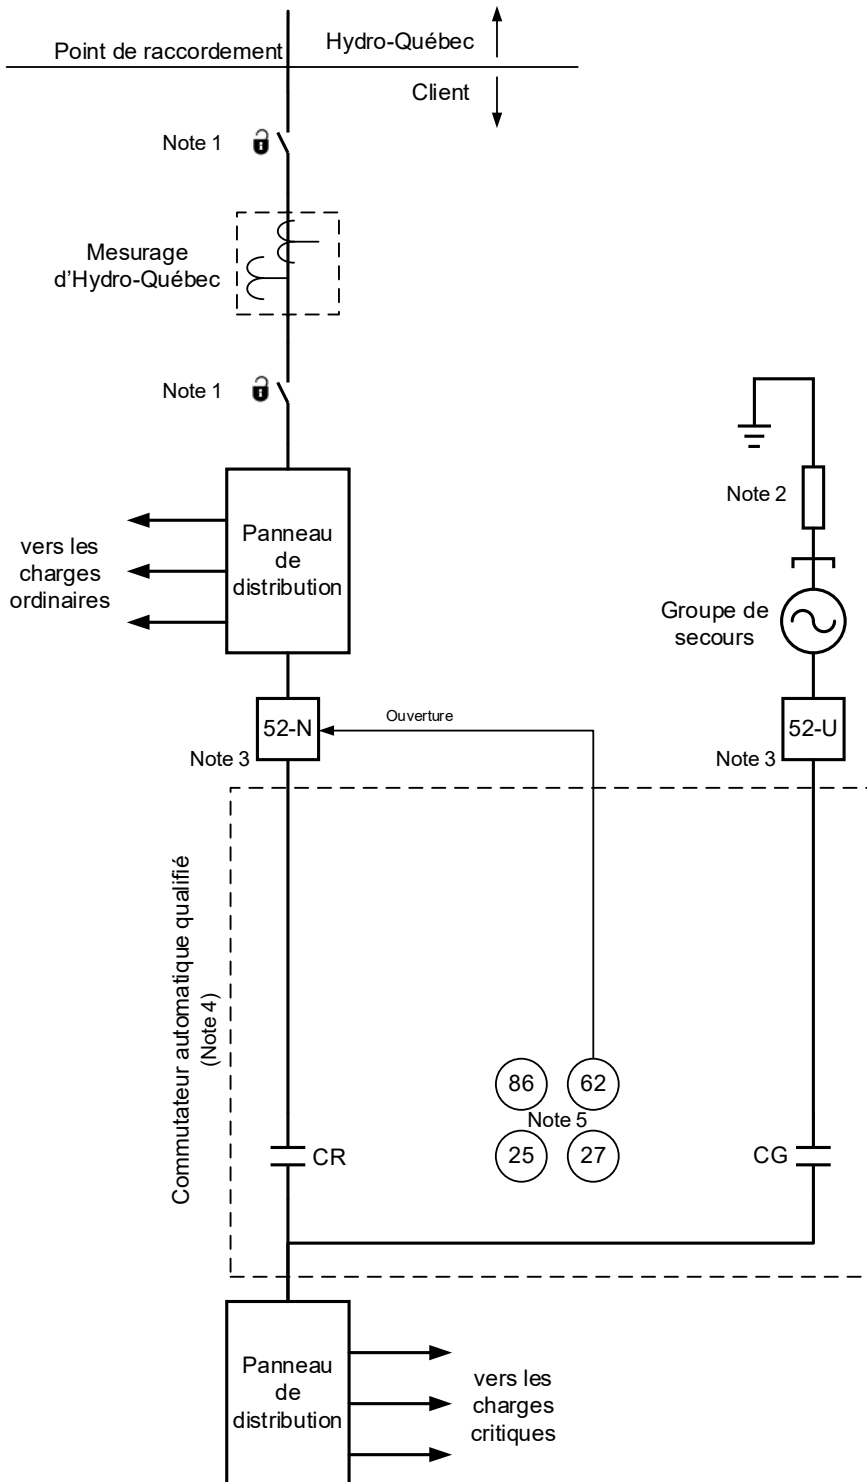 Point de raccordement
Hydro-Québec
Client
Note 1
Mesurage
d'Hydro-Québec
Note 1
Panneau
de
distribution
vers les
charges
ordinaires
Note 2
Groupe de
secours
52-N
Ouverture
52-U
Note 3
Note 3
Commutateur automatique qualifié
(Note 4)
86
62
Note 5
25
27
CR
CG
Panneau
de
distribution
vers les
charges
critiques